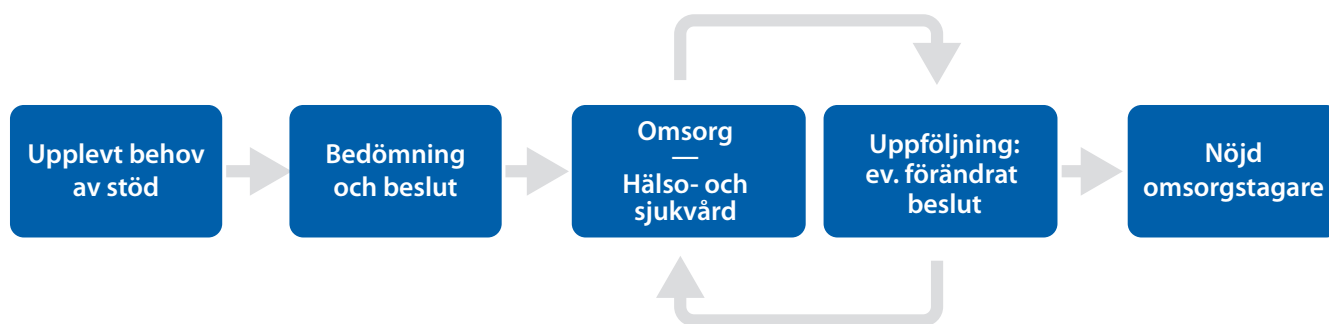 Upplevt behov
av stöd
Bedömning
och beslut
Omsorg
—
Hälso- och
sjukvård
Uppföljning:
ev. förändrat
beslut
Nöjd
omsorgstagare